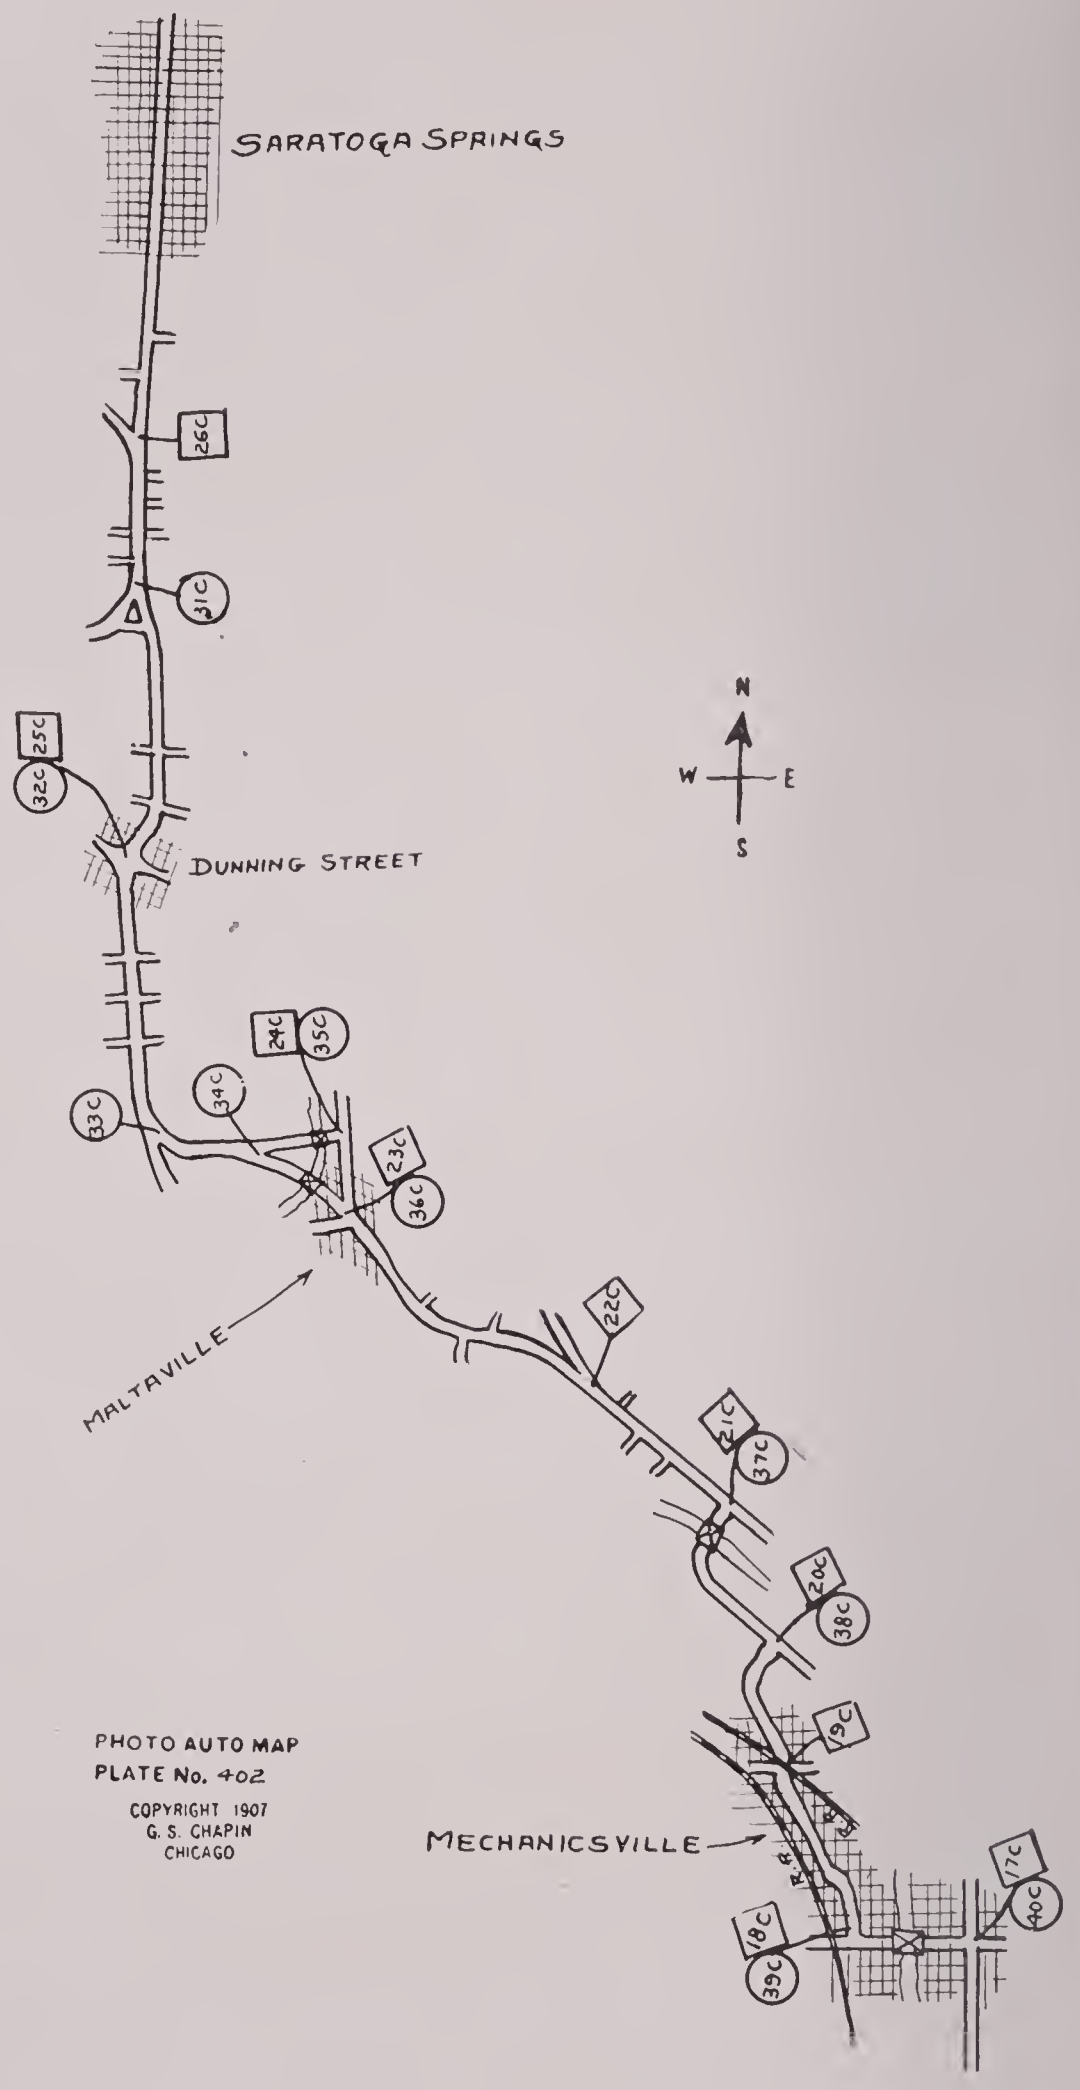 SARATOGA SPRINGS
26C
31C
N
W E
S
25C
32C
DUNNING STREET
24C
35C
34C
33C
23C
36C
22C
MALTAVILLE
21C
37C
20C
38C
19C
PHOTO AUTO MAP
PLATE No. 402
COPYRIGHT 1907
G. S. CHAPIN
CHICAGO
R.R.
MECHANICSVILLE
R.R.
17C
40C
18C
39C